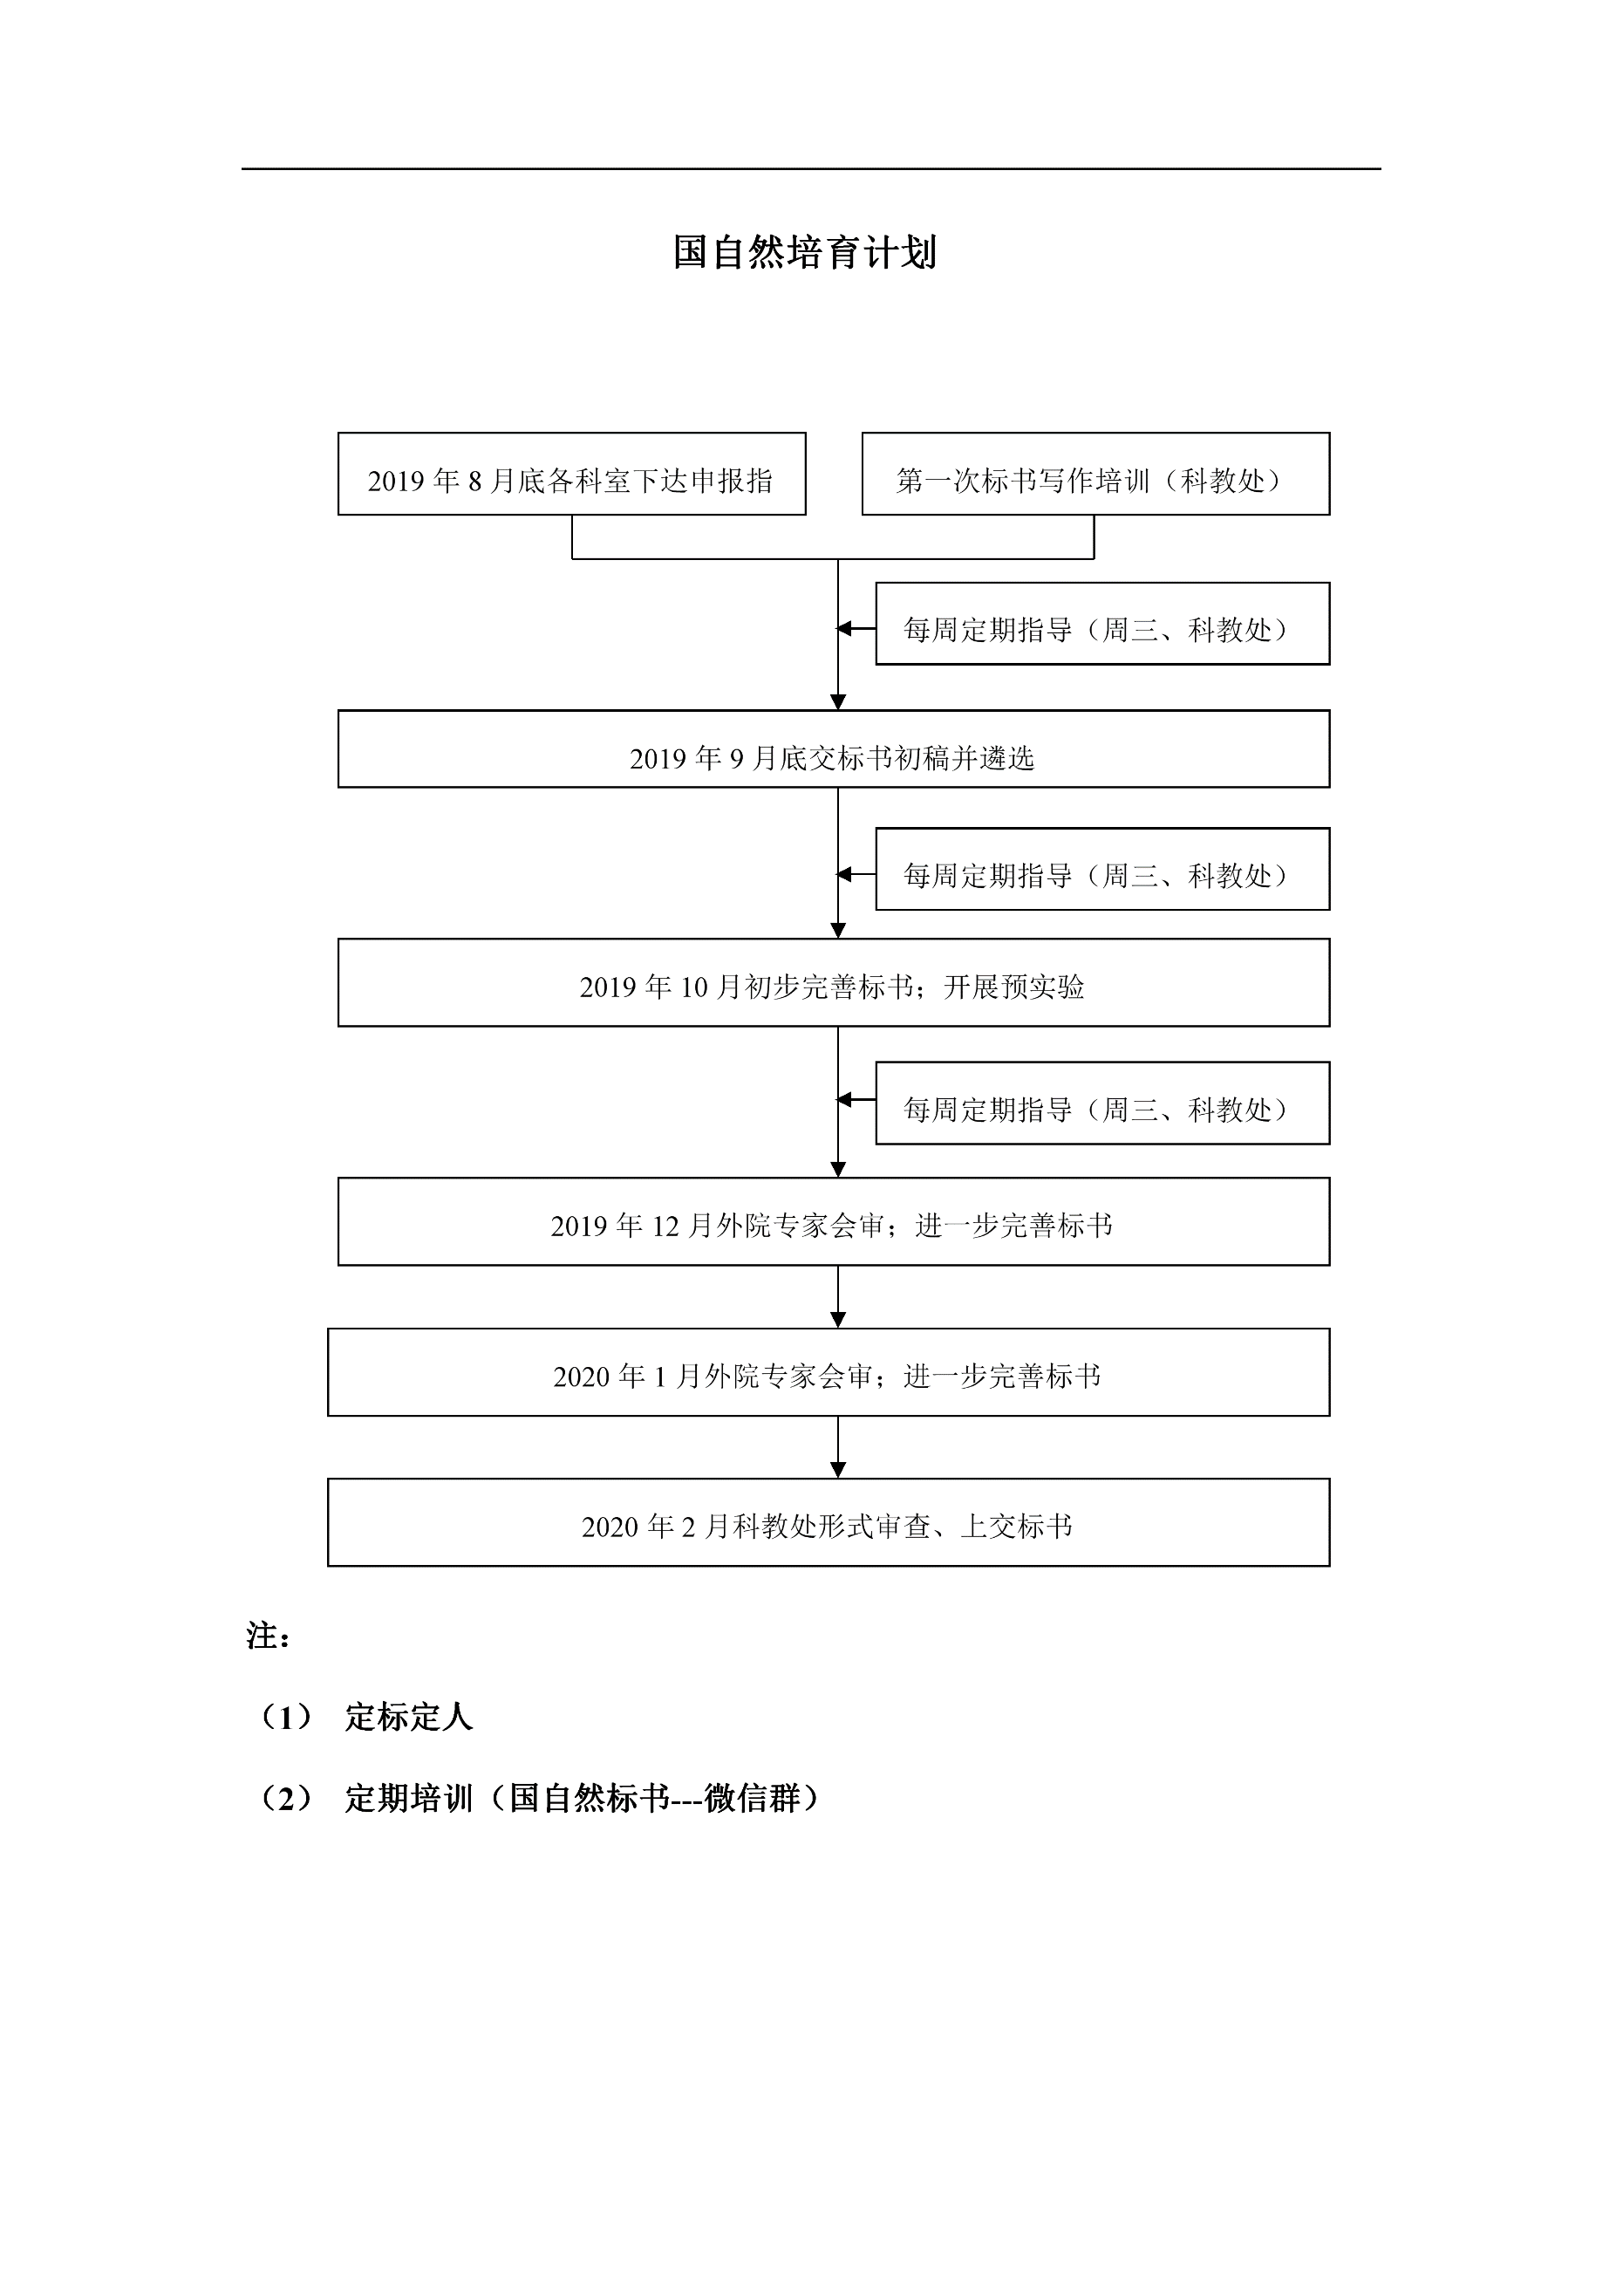 国自然培育计划
2019 年 8 月底各科室下达申报指
第一次标书写作培训（科教处）
每周定期指导（周三、科教处）
2019 年 9 月底交标书初稿并遴选
每周定期指导（周三、科教处）
2019 年 10 月初步完善标书；开展预实验
每周定期指导（周三、科教处）
2019 年 12 月外院专家会审；进一步完善标书
2020 年 1 月外院专家会审；进一步完善标书
2020 年 2 月科教处形式审查、上交标书
注：
（1） 定标定人
（2） 定期培训（国自然标书---微信群）